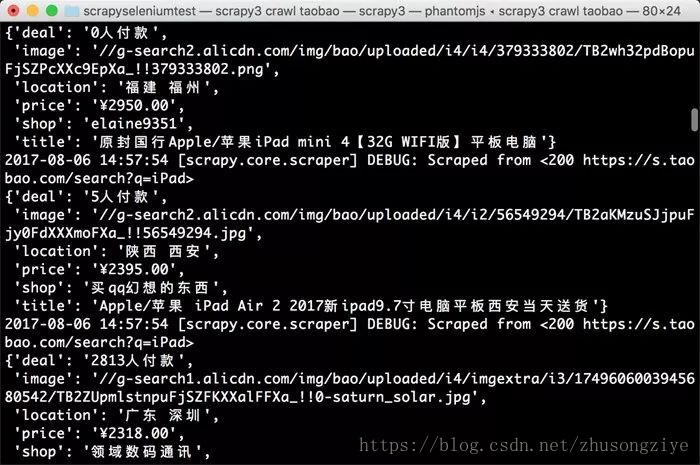 scrapyseleniumtest — scrapy3 crawl taobao — scrapy3 — phantomjs ◂ scrapy3 crawl taobao — 80×24
{'deal': '0人付款',
'image': '//g-search2.alicdn.com/img/bao/uploaded/i4/i4/379333802/TB2wh32pdBopu
FjSZPcXXc9EpXa_!!379333802.png',
'location': '福建 福州',
'price': '¥2950.00',
'shop': 'elaine9351',
'title': '原封国行Apple/苹果iPad mini 4【32G WIFI版】平板电脑'}
2017-08-06 14:57:54 [scrapy.core.scraper] DEBUG: Scraped from <200 https://s.tao
bao.com/search?q=iPad>
{'deal': '5人付款',
'image': '//g-search2.alicdn.com/img/bao/uploaded/i4/i2/56549294/TB2aKMzuSJjpuF
jy0FdXXXmoFXa_!!56549294.jpg',
'location': '陕西 西安',
'price': '¥2395.00',
'shop': '买qq幻想的东西',
'title': 'Apple/苹果 iPad Air 2 2017新ipad9.7寸电脑平板西安当天送货'}
2017-08-06 14:57:54 [scrapy.core.scraper] DEBUG: Scraped from <200 https://s.tao
bao.com/search?q=iPad>
{'deal': '2813人付款',
'image': '//g-search1.alicdn.com/img/bao/uploaded/i4/imgextra/i3/17496060039456
80542/TB2ZUpmlstnpuFjSZFKXXalFFXa_!!0-saturn_solar.jpg',
'location': '广东 深圳',
'price': '¥2318.00',
'shop': '领域数码通讯',
https://blog.csdn.net/zhusongziye